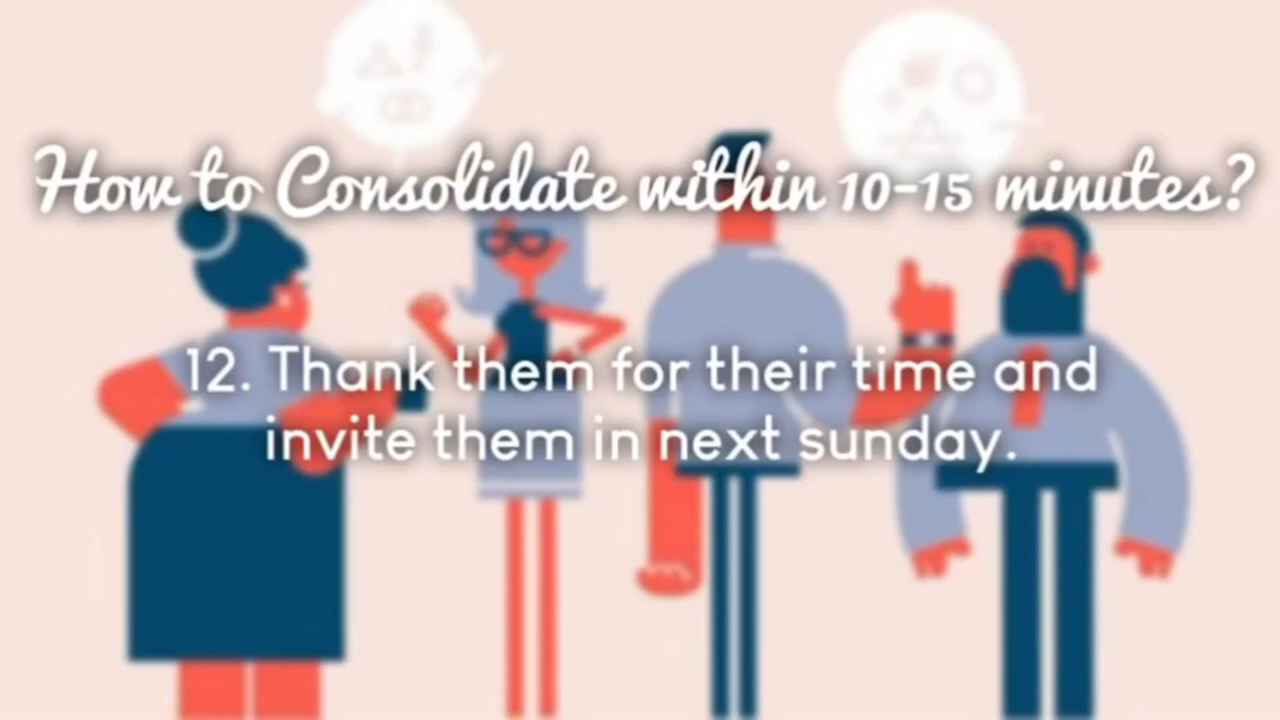 How to Consolidate within 10-15 minutes?
12. Thank them for their time and
invite them in next sunday.